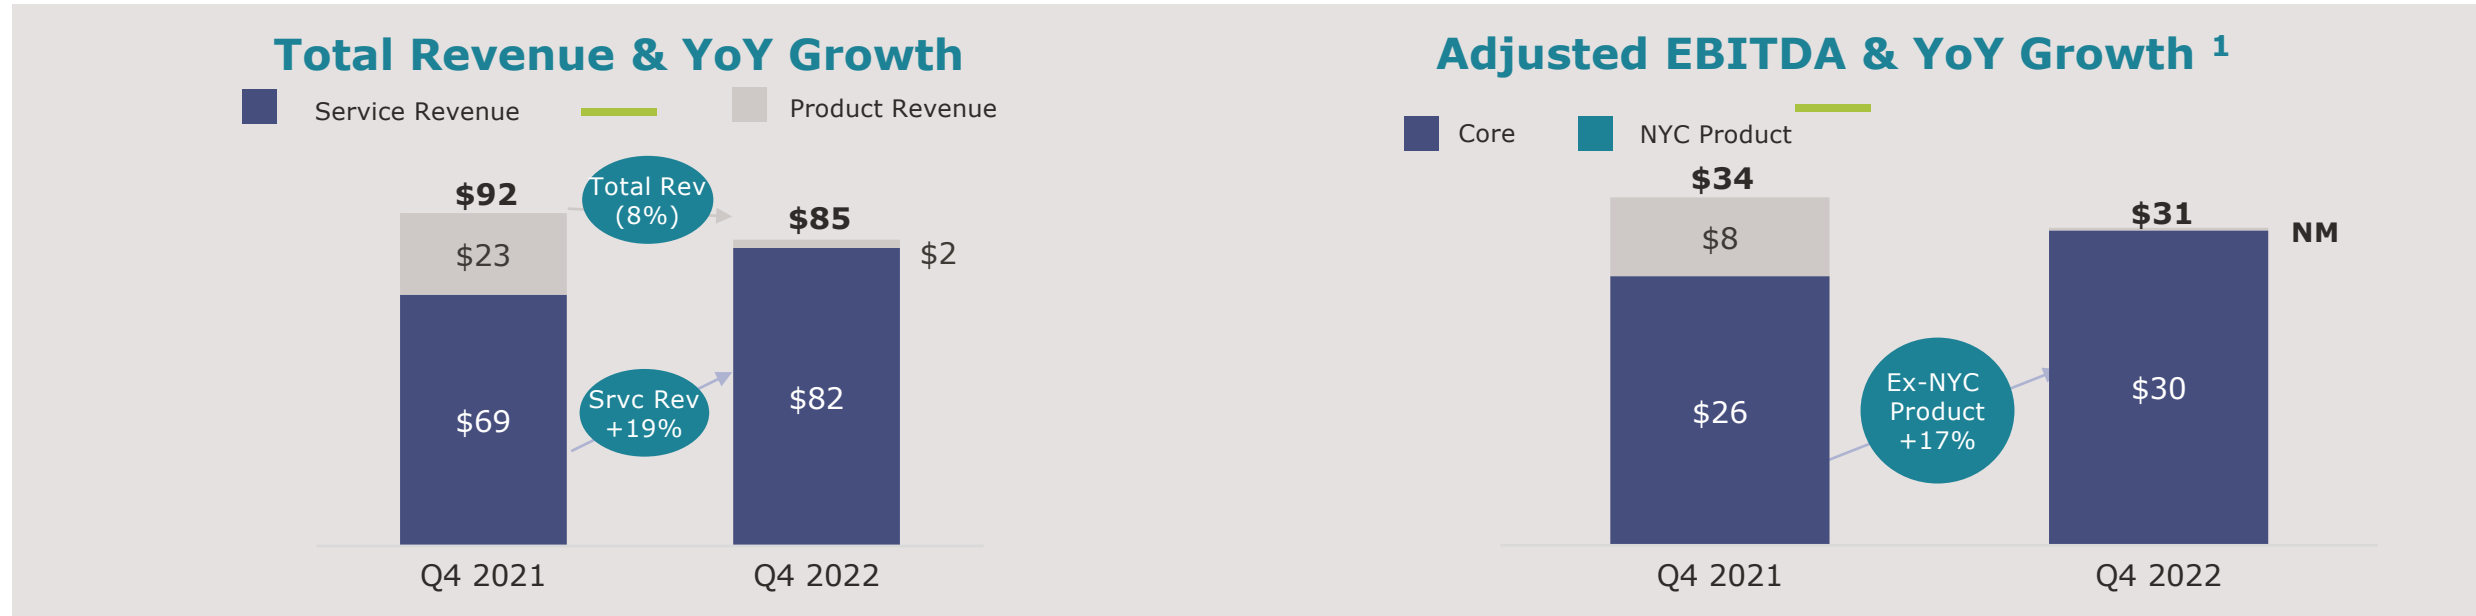 Total Revenue & YoY Growth
Service Revenue
Product Revenue
$92
Total Rev
(8%)
$85
$23
$2
$69
Srvc Rev
+19%
$82
Q4 2021
Q4 2022
Adjusted EBITDA & YoY Growth ¹
Core
NYC Product
$34
$31
NM
$8
$26
Ex-NYC
Product
+17%
$30
Q4 2021
Q4 2022